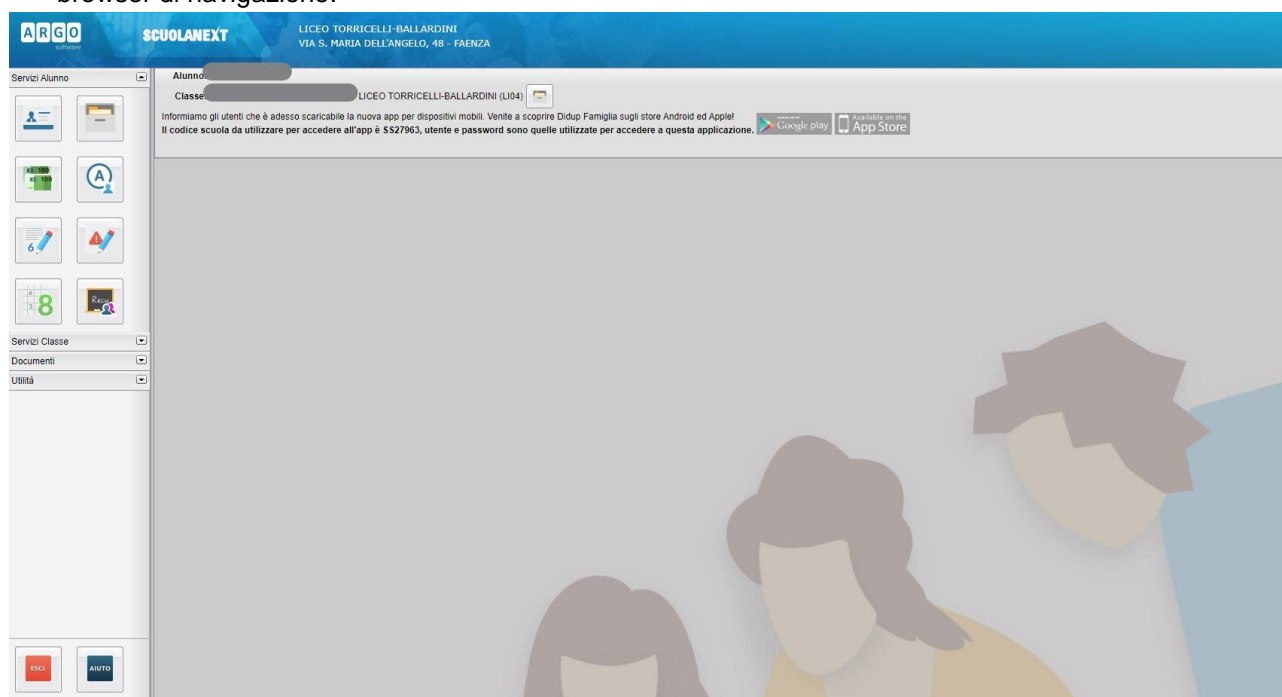 browser di navigazione.
ARGO
software
SCUOLANEXT
LICEO TORRICELLI-BALLARDINI
VIA S. MARIA DELL'ANGELO, 48 - FAENZA
Servizi Alunno
Alunno:
Classe: LICEO TORRICELLI-BALLARDINI (LI04)
Informiamo gli utenti che è adesso scaricabile la nuova app per dispositivi mobili. Venite a scoprire Didup Famiglia sugli store Android ed Apple!
Il codice scuola da utilizzare per accedere all'app è SS27963, utente e password sono quelle utilizzate per accedere a questa applicazione.
Google play
Available on the
App Store
100
100
A
6
8
Servizi Classe
Documenti
Utilità
ESCI
AIUTO